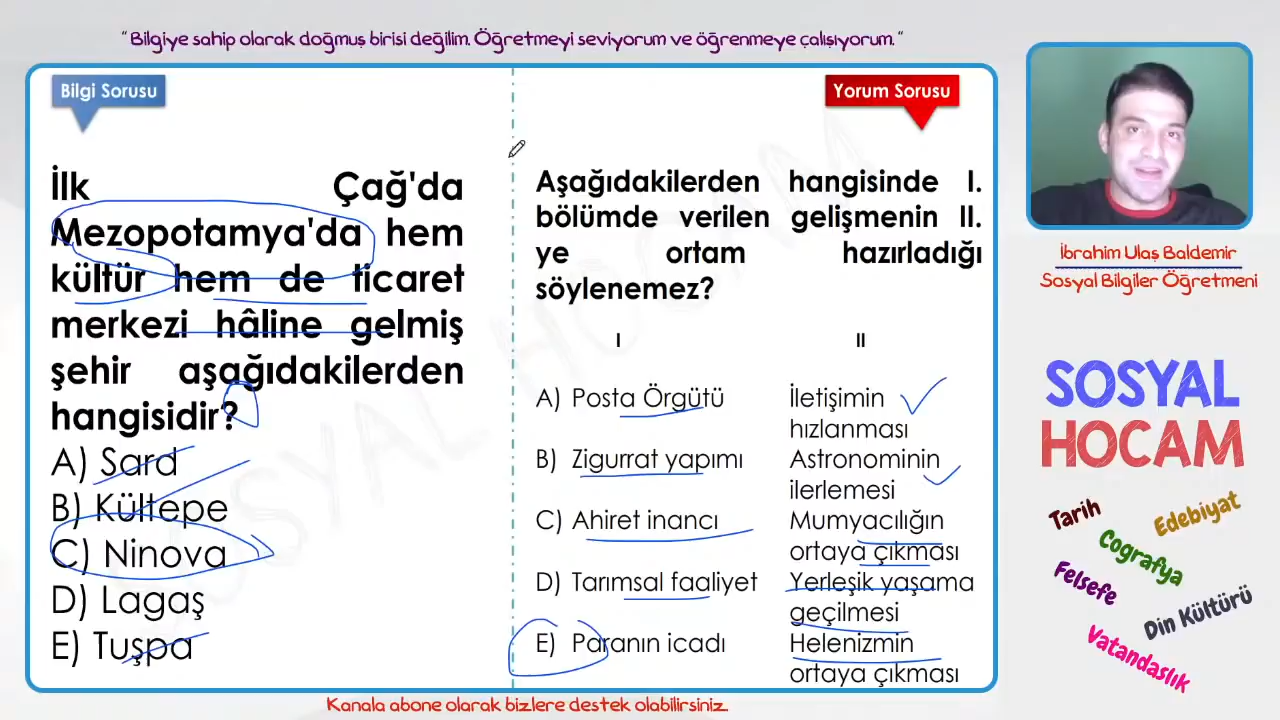 “ Bilgiye sahip olarak doğmuş birisi değilim. Öğretmeyi seviyorum ve öğrenmeye çalışıyorum. ”
Bilgi Sorusu
İlk Çağ'da
Mezopotamya'da hem
kültür hem de ticaret
merkezi hâline gelmiş
şehir aşağıdakilerden
hangisidir?
A) Sard
B) Kültepe
C) Ninova
D) Lagaş
E) Tuşpa
Yorum Sorusu
Aşağıdakilerden hangisinde I.
bölümde verilen gelişmenin II.
ye ortam hazırladığı
söylenemez?
I II
A) Posta Örgütü İletişimin
hızlanması
B) Zigurrat yapımı Astronominin
ilerlemesi
C) Ahiret inancı Mumyacılığın
ortaya çıkması
D) Tarımsal faaliyet Yerleşik yaşama
geçilmesi
E) Paranın icadı Helenizmin
ortaya çıkması
SOSYAL HOCAM
İbrahim Ulaş Baldemir
Sosyal Bilgiler Öğretmeni
SOSYAL
HOCAM
Tarih
Edebiyat
Coğrafya
Felsefe
Din Kültürü
Vatandaşlık
Kanala abone olarak bizlere destek olabilirsiniz.